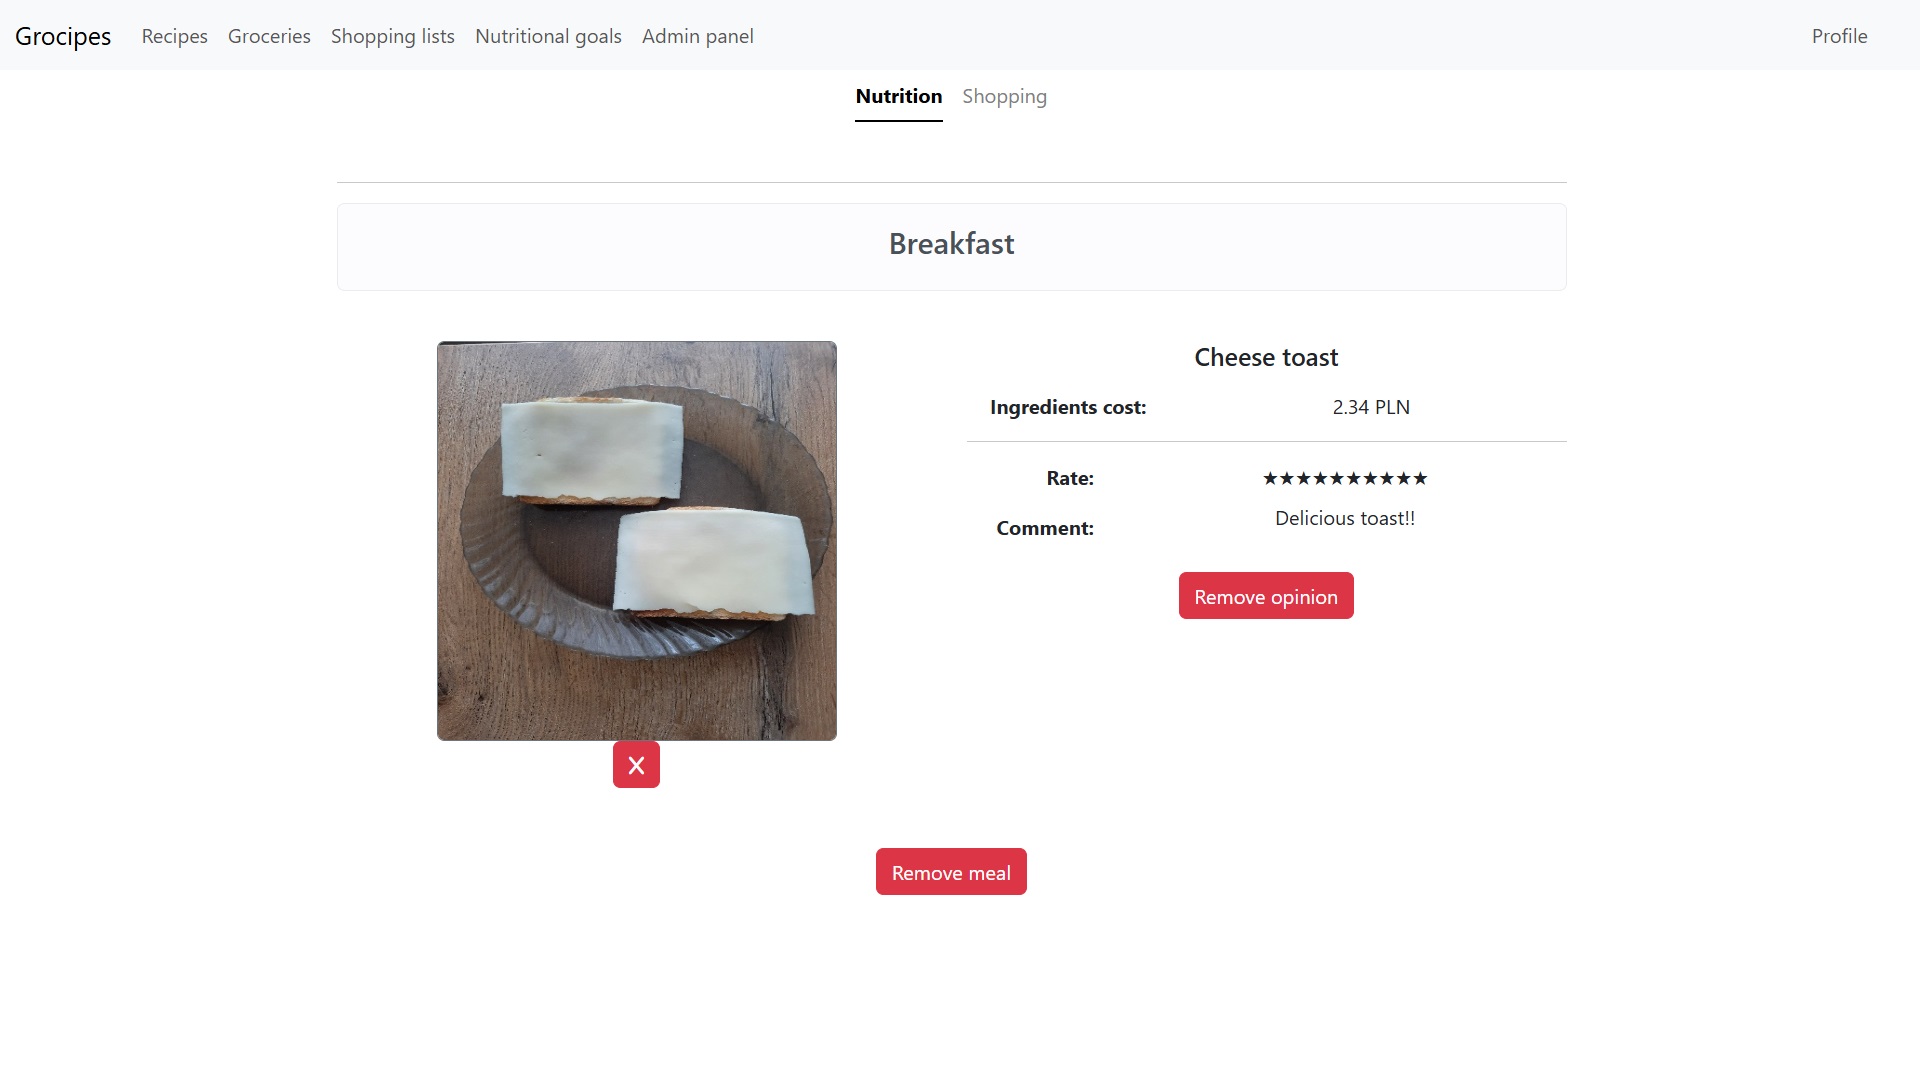 Grocipes Recipes Groceries Shopping lists Nutritional goals Admin panel Profile
Nutrition Shopping
Breakfast
Cheese toast
Ingredients cost: 2.34 PLN
Rate: ★★★★★★★★★★
Comment: Delicious toast!!
Remove opinion
X
Remove meal